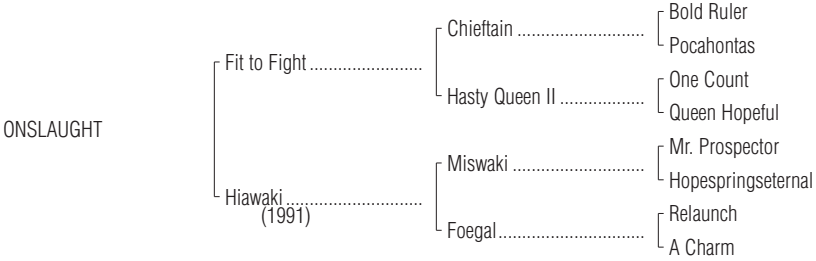 Bold Ruler
Chieftain ...........................
Pocahontas
Fit to Fight ........................
One Count
Hasty Queen II ..................
Queen Hopeful
ONSLAUGHT
Mr. Prospector
Miswaki ............................
Hopespringseternal
Hiawaki .............................
(1991)
Relaunch
Foegal...............................
A Charm